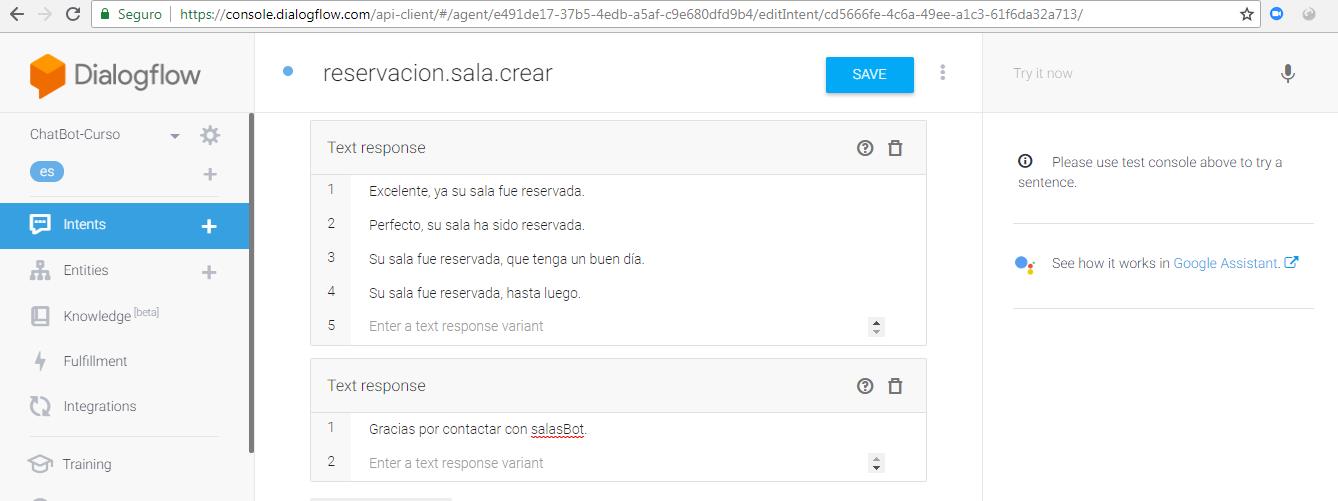 Seguro
https://console.dialogflow.com/api-client/#/agent/e491de17-37b5-4edb-a5af-c9e680dfd9b4/editIntent/cd5666fe-4c6a-49ee-a1c3-61f6da32a713/
Dialogflow
reservacion.sala.crear
SAVE
Try it now
ChatBot-Curso
es
Intents
Entities
Knowledge [beta]
Fulfillment
Integrations
Training
Text response
1 Excelente, ya su sala fue reservada.
2 Perfecto, su sala ha sido reservada.
3 Su sala fue reservada, que tenga un buen día.
4 Su sala fue reservada, hasta luego.
5 Enter a text response variant
Text response
1 Gracias por contactar con salasBot.
2 Enter a text response variant
Please use test console above to try a
sentence.
See how it works in Google Assistant.